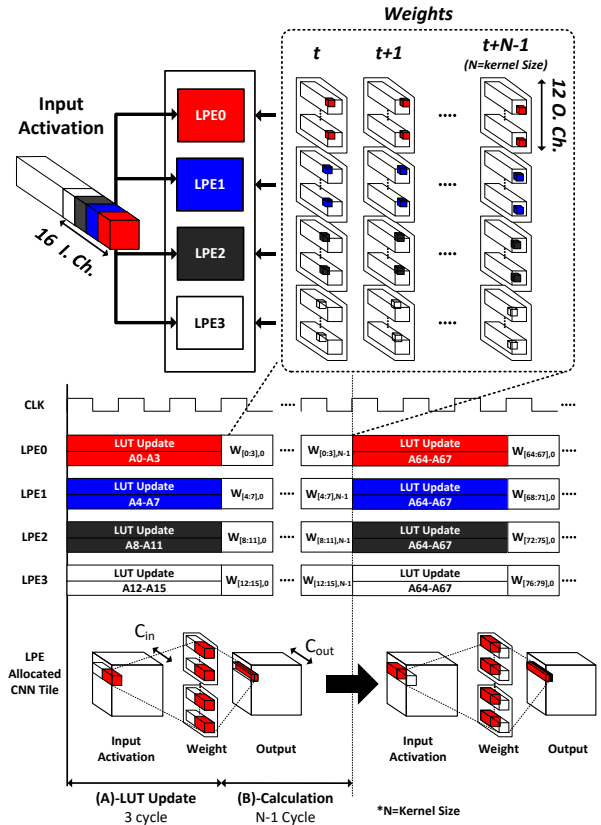 Weights
t
t+1
t+N-1
(N=kernel Size)
12 O. Ch.
Input
Activation
16 I. Ch.
LPE0
LPE1
LPE2
LPE3
....
....
....
....
CLK
....
....
LPE0
LUT Update
A0-A3
W[0:3],0
....
W[0:3],N-1
LUT Update
A64-A67
W[64:67],0
....
LPE1
LUT Update
A4-A7
W[4:7],0
....
W[4:7],N-1
LUT Update
A64-A67
W[68:71],0
....
LPE2
LUT Update
A8-A11
W[8:11],0
....
W[8:11],N-1
LUT Update
A64-A67
W[72:75],0
....
LPE3
LUT Update
A12-A15
W[12:15],0
....
W[12:15],N-1
LUT Update
A64-A67
W[76:79],0
....
LPE
Allocated
CNN Tile
Cin
Cout
Input
Activation
Weight
Output
Input
Activation
Weight
Output
(A)-LUT Update
3 cycle
(B)-Calculation
N-1 Cycle
*N=Kernel Size